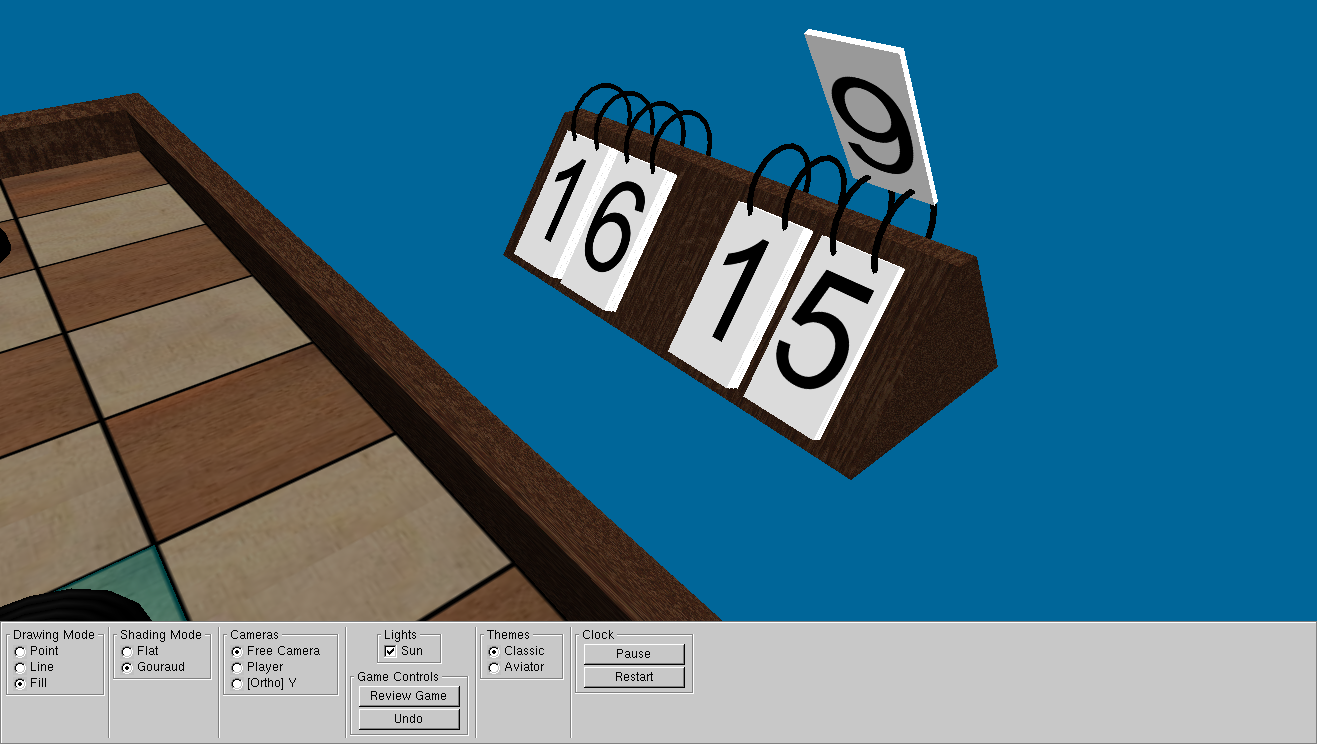 9
16
15
Drawing Mode
Point
Line
Fill
Shading Mode
Flat
Gouraud
Cameras
Free Camera
Player
[Ortho] Y
Lights
Sun
Game Controls
Review Game
Undo
Themes
Classic
Aviator
Clock
Pause
Restart